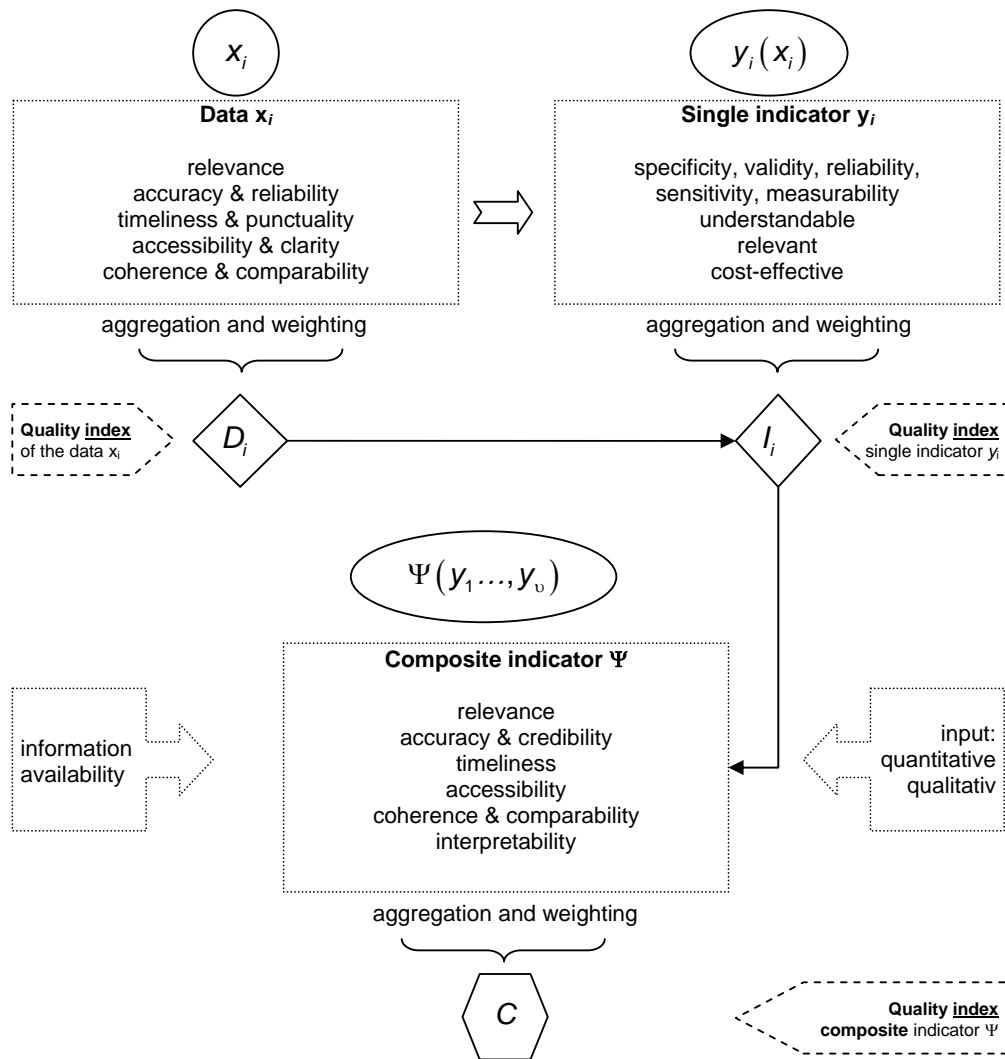 x_i
y_i(x_i)
Data x_i
relevance
accuracy & reliability
timeliness & punctuality
accessibility & clarity
coherence & comparability
Single indicator y_i
specificity, validity, reliability,
sensitivity, measurability
understandable
relevant
cost-effective
aggregation and weighting
aggregation and weighting
Quality index
of the data x_i
D_i
I_i
Quality index
single indicator y_i
Ψ(y_1…,y_υ)
Composite indicator Ψ
relevance
accuracy & credibility
timeliness
accessibility
coherence & comparability
interpretability
information
availability
input:
quantitative
qualitativ
aggregation and weighting
C
Quality index
composite indicator Ψ